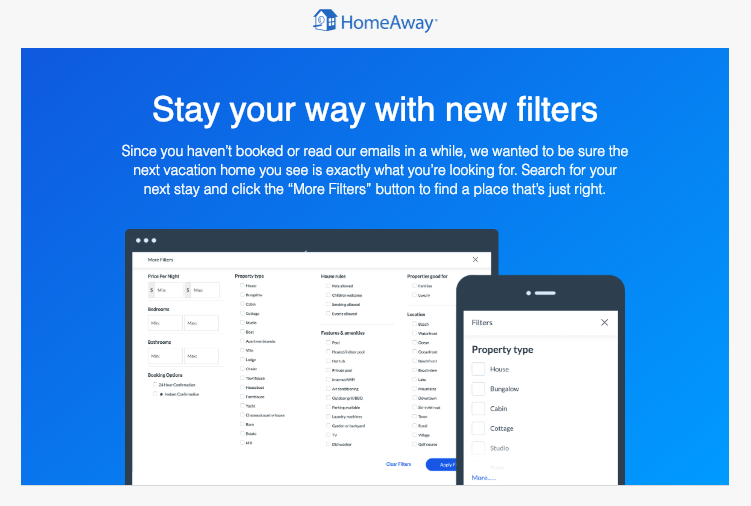 HomeAway
Stay your way with new filters
Since you haven’t booked or read our emails in a while, we wanted to be sure the
next vacation home you see is exactly what you’re looking for. Search for your
next stay and click the “More Filters” button to find a place that’s just right.
More Filters
Price Per Night
$ Min
$ Max
Bedrooms
Min:
Max:
Bathrooms
Min:
Max:
Booking Options
24 Hour Confirmation
Instant Confirmation
Property type
House
Bungalow
Cabin
Cottage
Studio
Boat
Villa
Lodge
Chalet
Townhouse
Houseboat
Farmhouse
Yacht
Barn
Estate
Mill
House rules
Pets allowed
Children welcome
Smoking allowed
Events allowed
Features & amenities
Pool
Heated/indoor pool
Hot tub
Private pool
Internet/WiFi
Air conditioning
Outdoor grill/BBQ
Parking available
Laundry machines
Garden or backyard
TV
Dishwasher
Properties good for
Families
Luxury
Location
Beach
Waterfront
Ocean
Oceanfront
Beachfront
Beach view
Lake
Mountains
Downtown
Ski-in/ski-out
Town
Rural
Village
Golf course
Clear Filters
Apply F
Filters
Property type
House
Bungalow
Cabin
Cottage
Studio
More.....